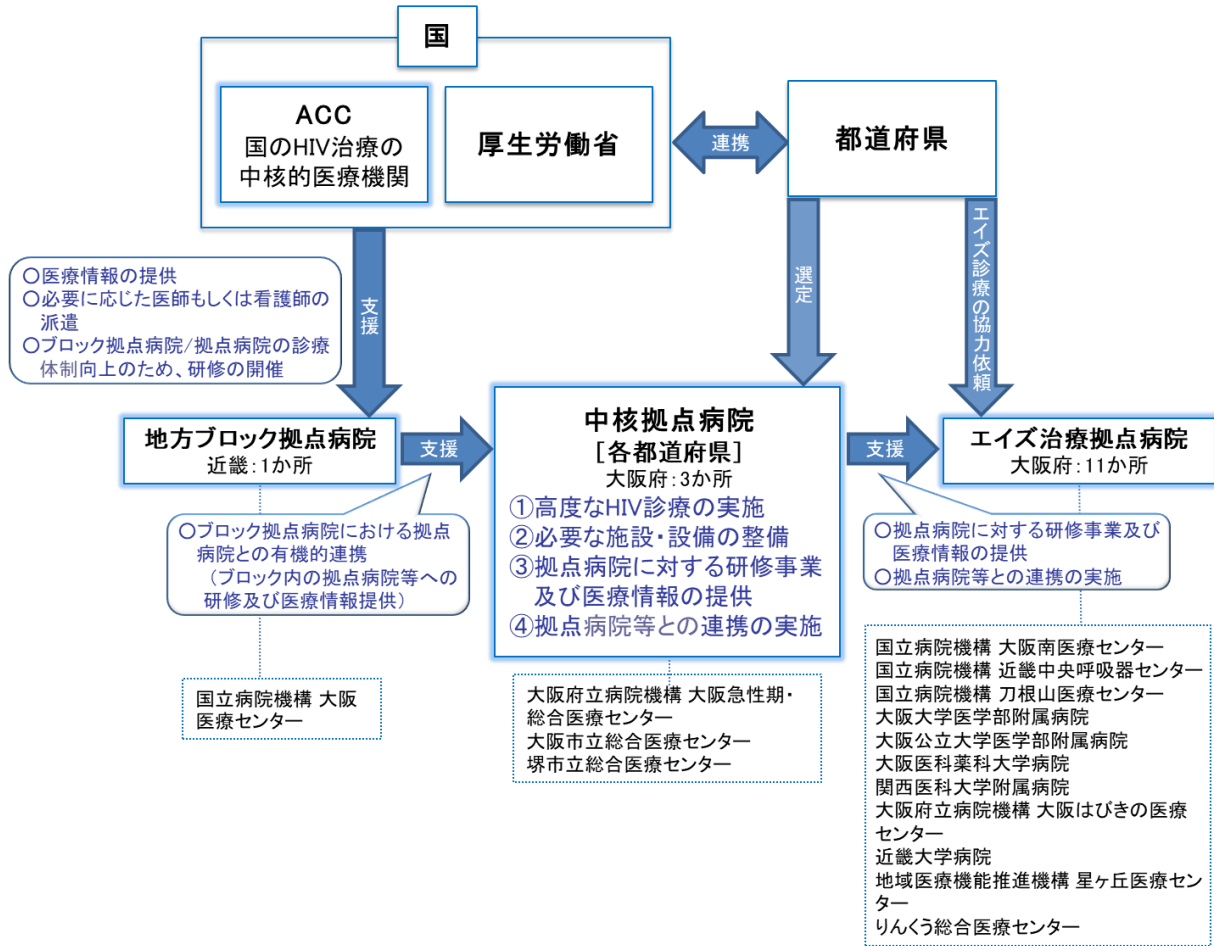 国
ACC
国のHIV治療の
中核的医療機関
厚生労働省
連携
都道府県
○医療情報の提供
○必要に応じた医師もしくは看護師の
派遣
○ブロック拠点病院/拠点病院の診療
体制向上のため、研修の開催
支援
選定
エイズ診療の協力依頼
地方ブロック拠点病院
近畿：1か所
支援
中核拠点病院
[各都道府県]
大阪府：3か所
①高度なHIV診療の実施
②必要な施設・設備の整備
③拠点病院に対する研修事業
及び医療情報の提供
④拠点病院等との連携の実施
支援
エイズ治療拠点病院
大阪府：11か所
○ブロック拠点病院における拠点
病院との有機的連携
（ブロック内の拠点病院等への
研修及び医療情報提供）
○拠点病院に対する研修事業及び
医療情報の提供
○拠点病院等との連携の実施
国立病院機構 大阪
医療センター
大阪府立病院機構 大阪急性期・
総合医療センター
大阪市立総合医療センター
堺市立総合医療センター
国立病院機構 大阪南医療センター
国立病院機構 近畿中央呼吸器センター
国立病院機構 刀根山医療センター
大阪大学医学部附属病院
大阪公立大学医学部附属病院
大阪医科薬科大学病院
関西医科大学附属病院
大阪府立病院機構 大阪はびきの医療
センター
近畿大学病院
地域医療機能推進機構 星ヶ丘医療セン
ター
りんくう総合医療センター